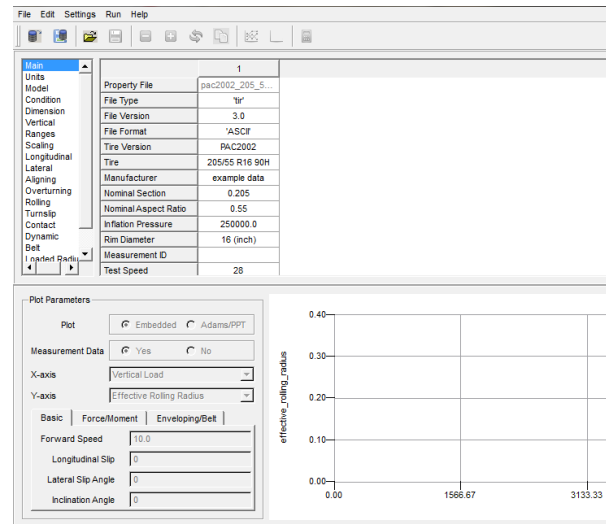 File Edit Settings Run Help
Main
Units
Model
Condition
Dimension
Vertical
Ranges
Scaling
Longitudinal
Lateral
Aligning
Overturning
Rolling
Turnslip
Contact
Dynamic
Belt
Loaded Radiu
1
Property File pac2002_205_5...
File Type 'tir'
File Version 3.0
File Format 'ASCII'
Tire Version PAC2002
Tire 205/55 R16 90H
Manufacturer example data
Nominal Section 0.205
Nominal Aspect Ratio 0.55
Inflation Pressure 250000.0
Rim Diameter 16 (inch)
Measurement ID
Test Speed 28
Plot Parameters
Plot Embedded Adams/PPT
Measurement Data Yes No
X-axis Vertical Load
Y-axis Effective Rolling Radius
Basic Force/Moment Enveloping/Belt
Forward Speed 10.0
Longitudinal Slip 0
Lateral Slip Angle 0
Inclination Angle 0
effective_rolling_radius
0.40
0.30
0.20
0.10
0.00
0.00 1566.67 3133.33